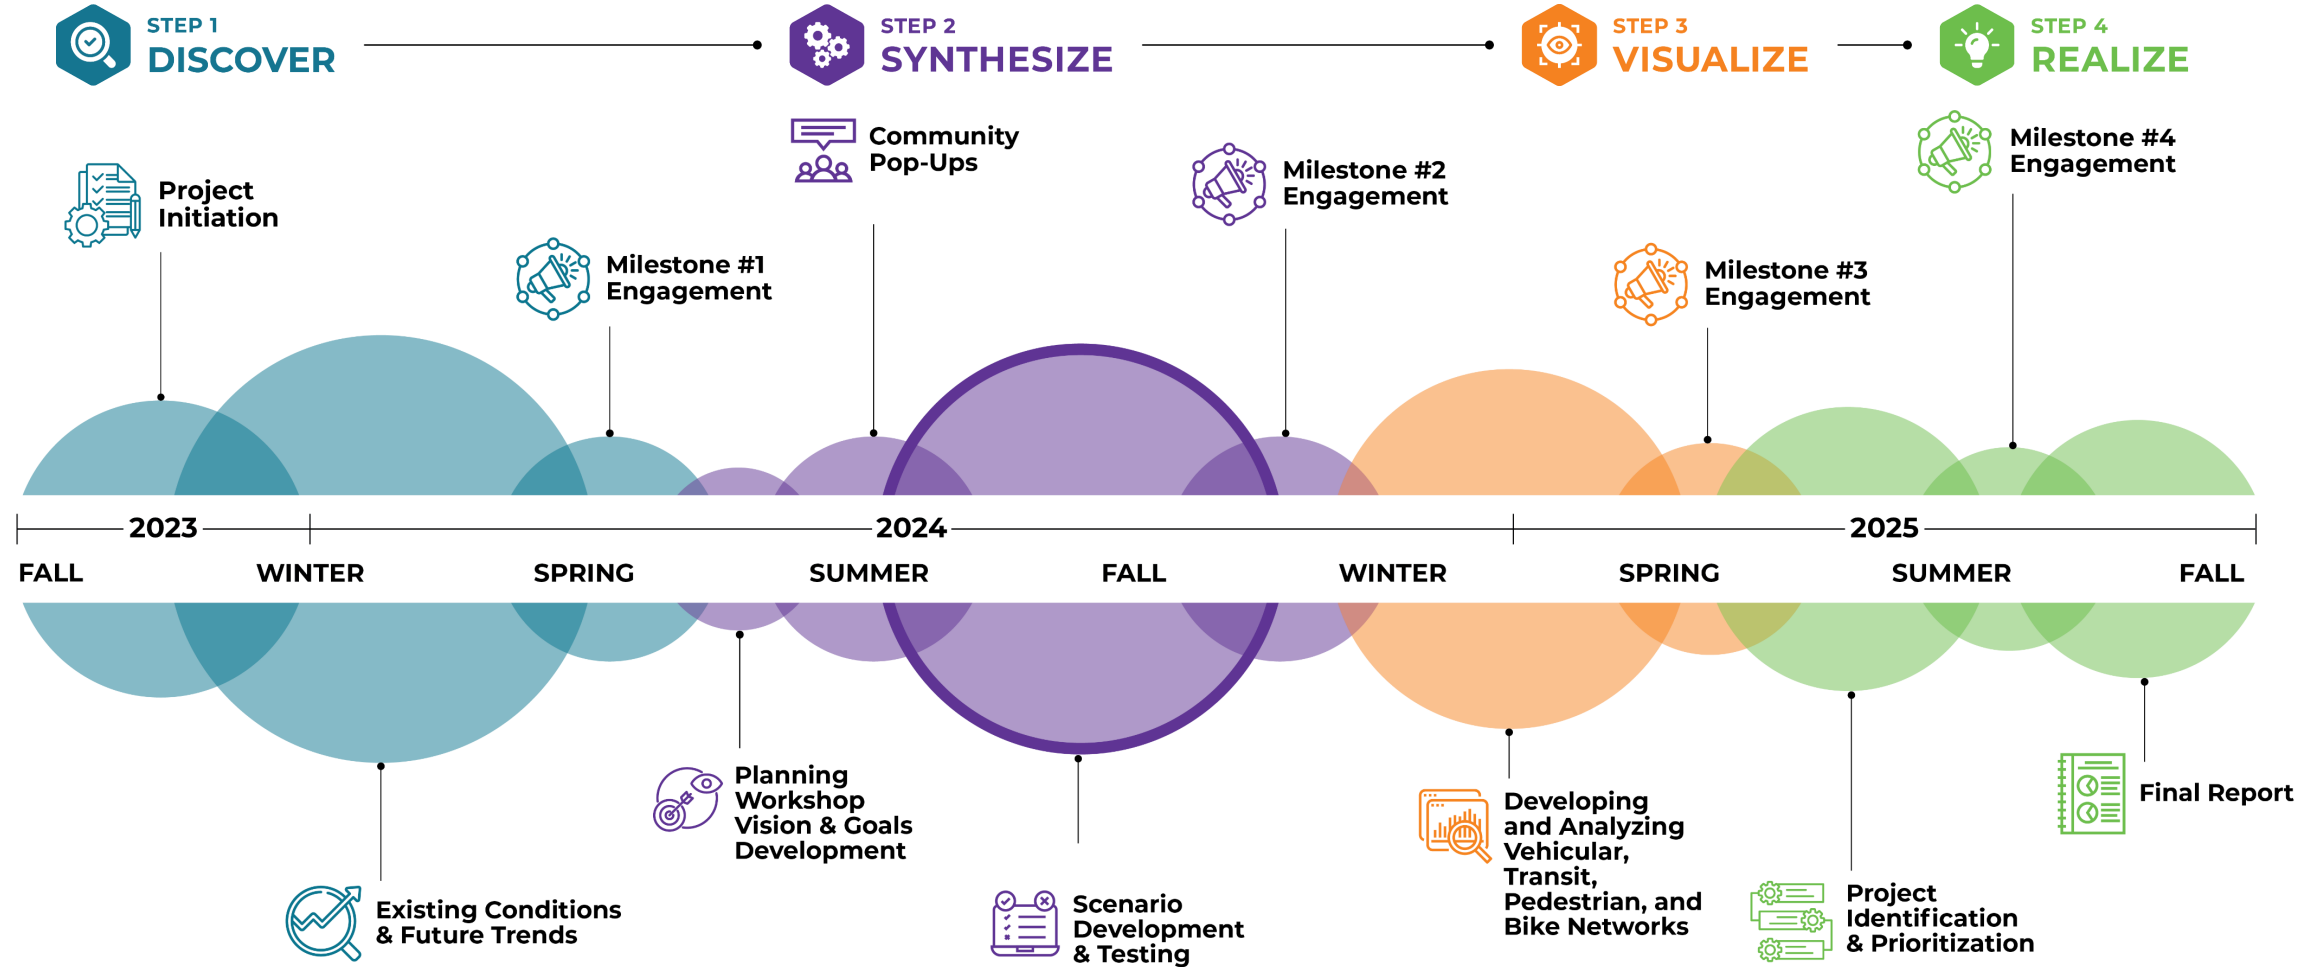 STEP 1
DISCOVER
STEP 2
SYNTHESIZE
STEP 3
VISUALIZE
STEP 4
REALIZE
Project
Initiation
Milestone #1
Engagement
Community
Pop-Ups
Milestone #2
Engagement
Milestone #3
Engagement
Milestone #4
Engagement
2023
2024
2025
FALL
WINTER
SPRING
SUMMER
FALL
WINTER
SPRING
SUMMER
FALL
Existing Conditions
& Future Trends
Planning
Workshop
Vision & Goals
Development
Scenario
Development
& Testing
Developing
and Analyzing
Vehicular,
Transit,
Pedestrian, and
Bike Networks
Project
Identification
& Prioritization
Final Report